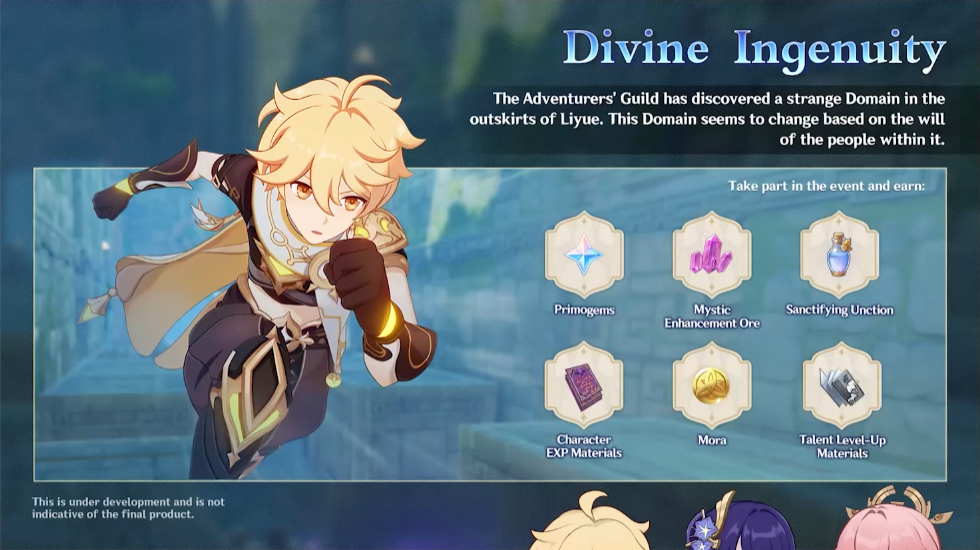 Divine Ingenuity
The Adventurers' Guild has discovered a strange Domain in the
outskirts of Liyue. This Domain seems to change based on the will
of the people within it.
Take part in the event and earn:
Primogems
Mystic
Enhancement Ore
Sanctifying Unction
Character
EXP Materials
Mora
Talent Level-Up
Materials
This is under development and is not
indicative of the final product.